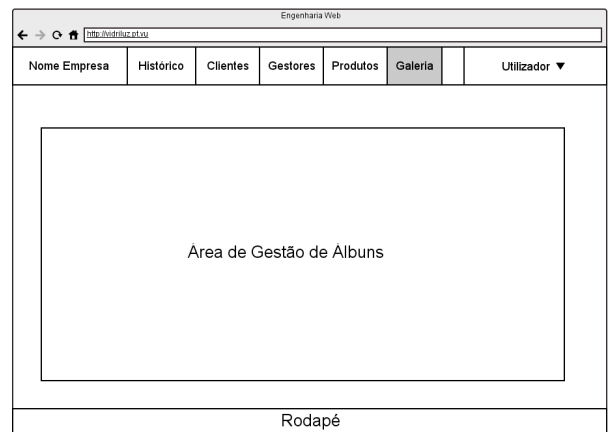 Engenharia Web
http://vidriluz.pt.vu
Nome Empresa Histórico Clientes Gestores Produtos Galeria Utilizador ▼
Área de Gestão de Álbuns
Rodapé